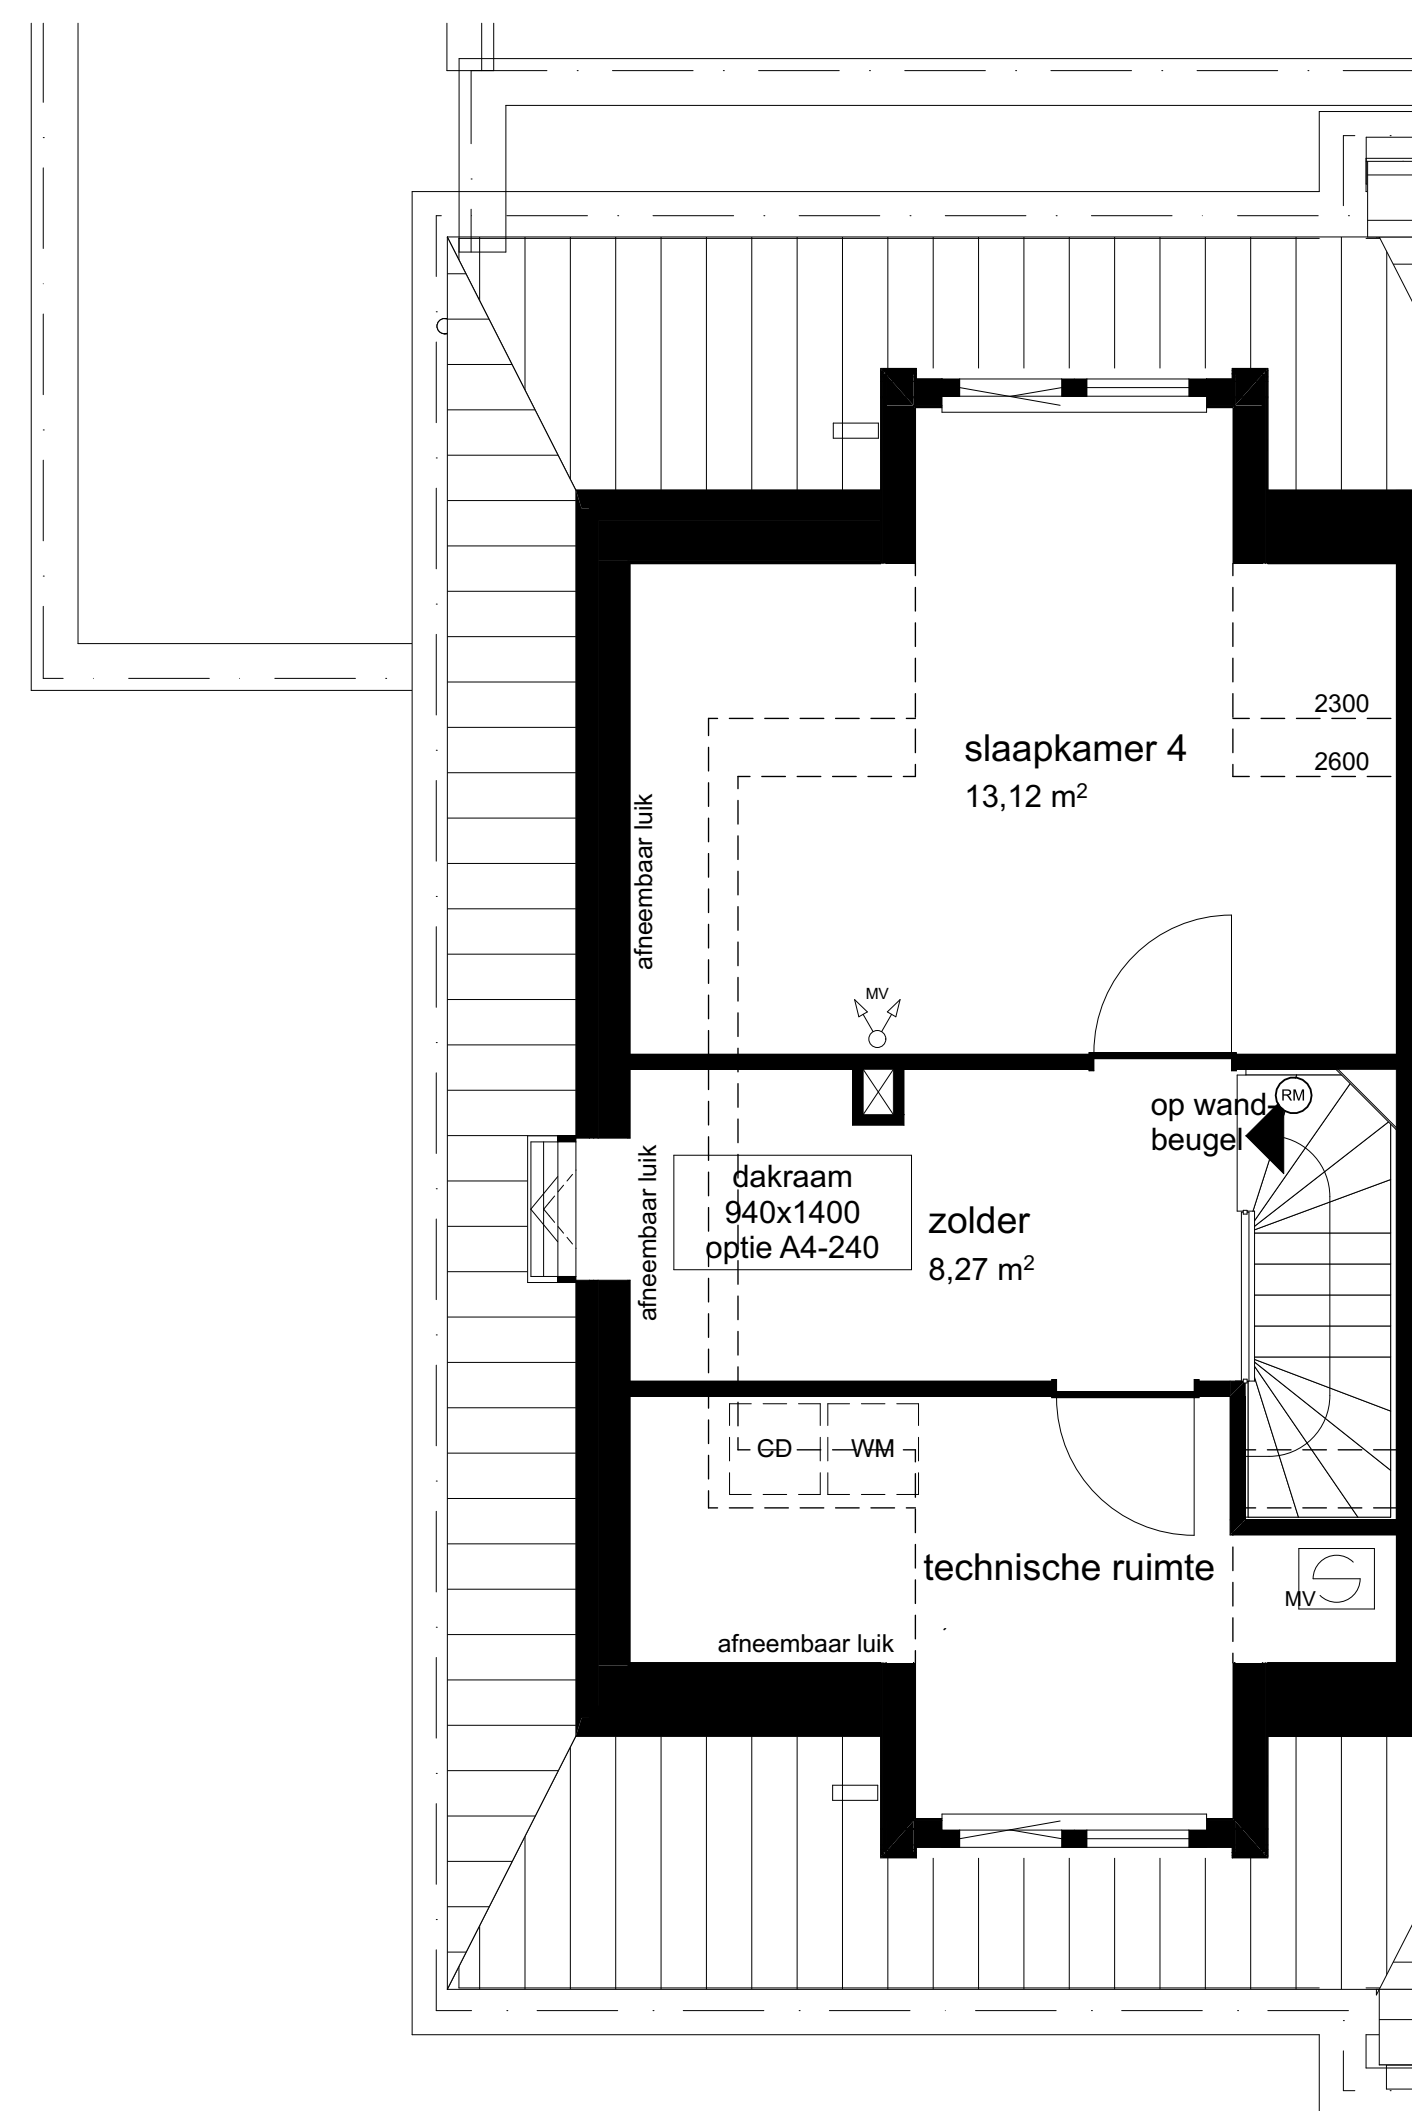 2300
slaapkamer 4
2600
13,12 m²
afneembaar luik
MV
RM
op wand-
beugel
afneembaar luik
dakraam
940x1400
optie A4-240
zolder
8,27 m²
CD
WM
technische ruimte
MV
afneembaar luik